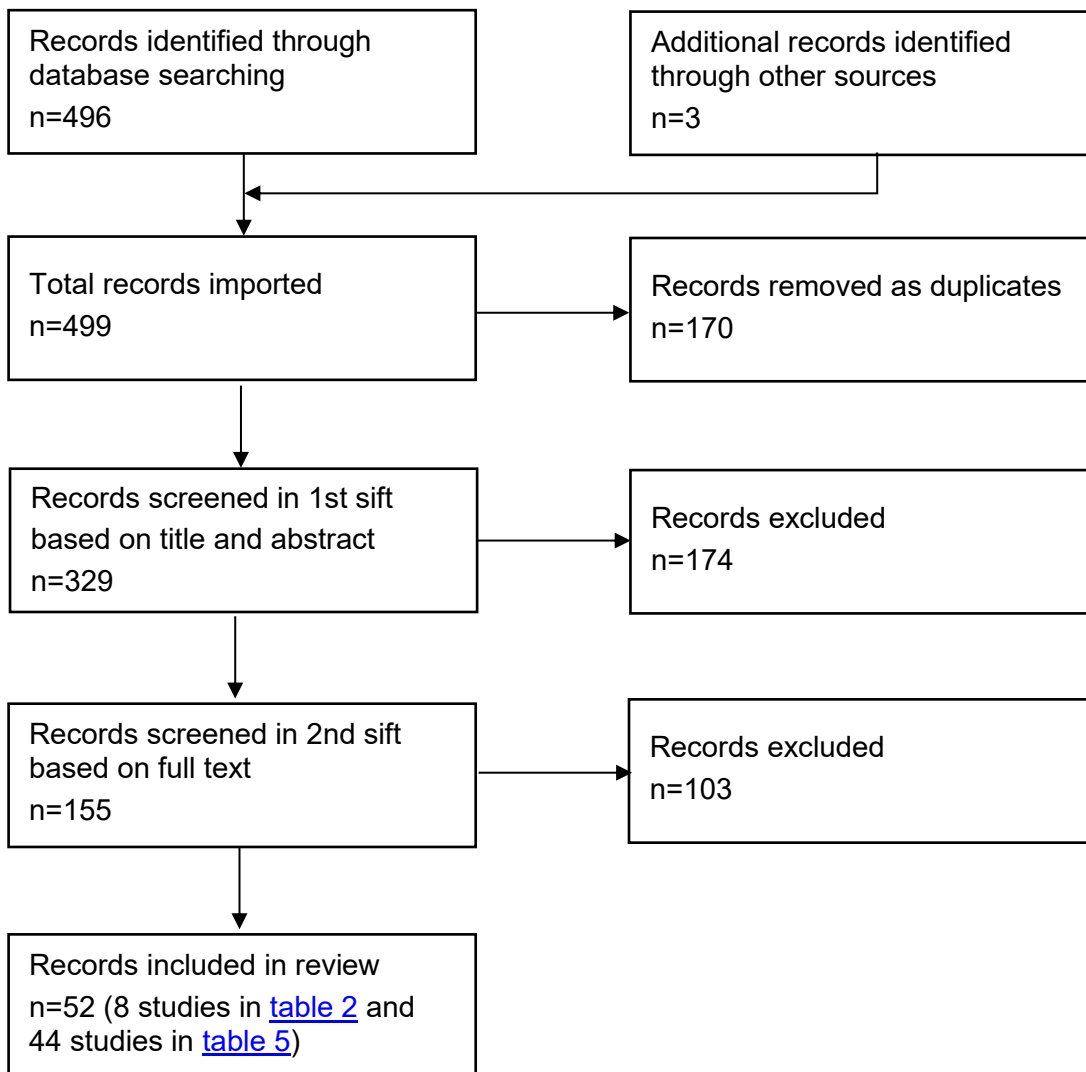 Records identified through
database searching
n=496
Additional records identified
through other sources
n=3
Total records imported
n=499
Records removed as duplicates
n=170
Records screened in 1st sift
based on title and abstract
n=329
Records excluded
n=174
Records screened in 2nd sift
based on full text
n=155
Records excluded
n=103
Records included in review
n=52 (8 studies in table 2 and
44 studies in table 5)